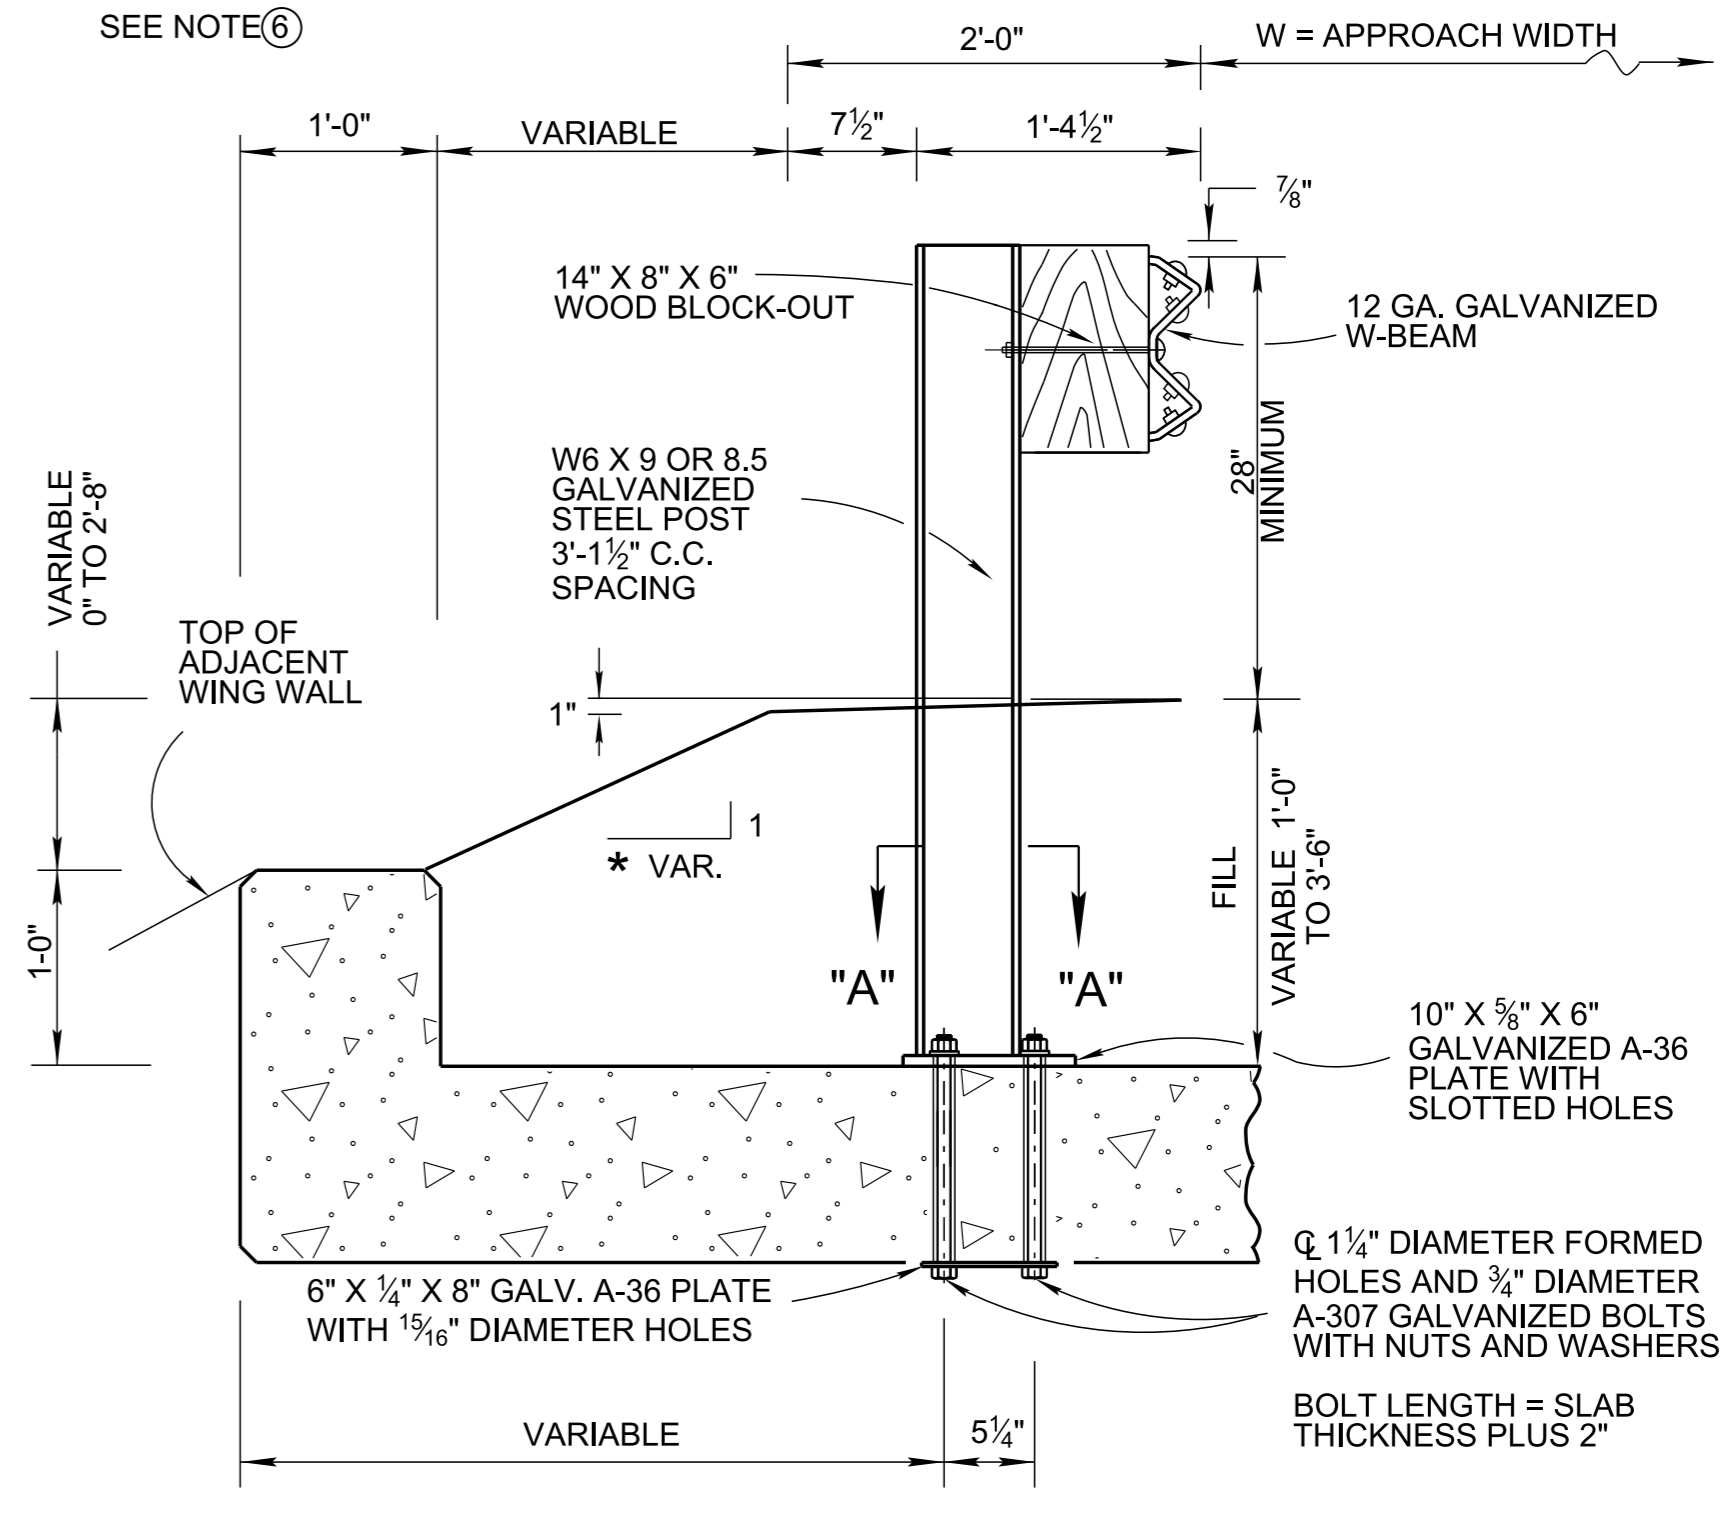 SEE NOTE 6
2'-0"
W = APPROACH WIDTH
1'-0"
VARIABLE
7½"
1'-4½"
⅞"
14" X 8" X 6"
WOOD BLOCK-OUT
12 GA. GALVANIZED
W-BEAM
28"
MINIMUM
W6 X 9 OR 8.5
GALVANIZED
STEEL POST
3'-1½" C.C.
SPACING
VARIABLE
0" TO 2'-8"
TOP OF
ADJACENT
WING WALL
1"
1
* VAR.
FILL
VARIABLE 1'-0"
TO 3'-6"
1-0"
"A"
"A"
10" X ⅝" X 6"
GALVANIZED A-36
PLATE WITH
SLOTTED HOLES
6" X ¼" X 8" GALV. A-36 PLATE
WITH 15/16" DIAMETER HOLES
℄ 1¼" DIAMETER FORMED
HOLES AND ¾" DIAMETER
A-307 GALVANIZED BOLTS
WITH NUTS AND WASHERS
BOLT LENGTH = SLAB
THICKNESS PLUS 2"
VARIABLE
5¼"